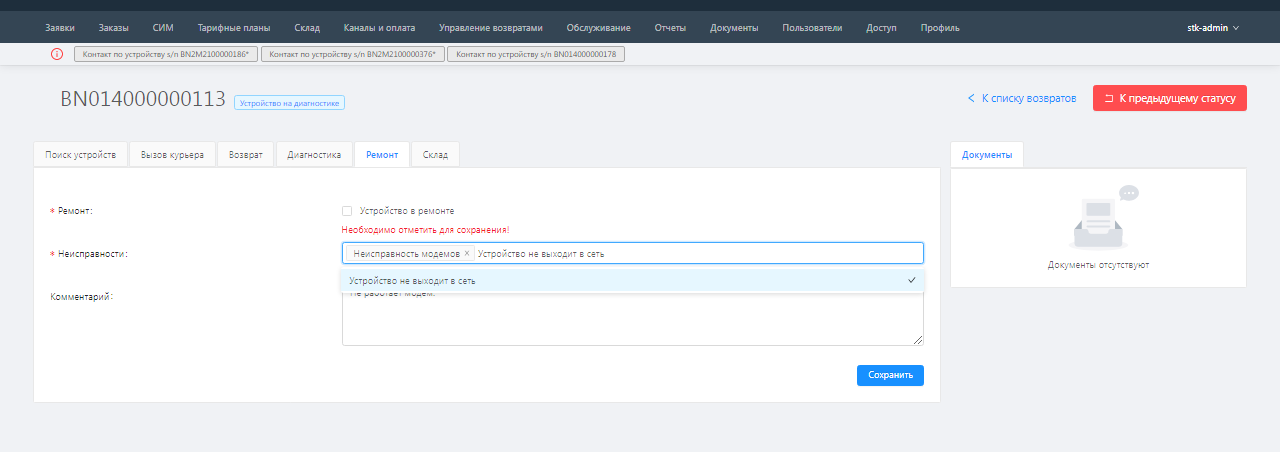 Заявки Заказы СИМ Тарифные планы Склад Каналы и оплата Управление возвратами Обслуживание Отчеты Документы Пользователи Доступ Профиль stk-admin
Контакт по устройству s/n BN2M2100000186* Контакт по устройству s/n BN2M2100000376* Контакт по устройству s/n BN014000000178
BN014000000113 Устройство на диагностике К списку возвратов К предыдущему статусу
Поиск устройств Вызов курьера Возврат Диагностика Ремонт Склад Документы
* Ремонт: Устройство в ремонте
Необходимо отметить для сохранения!
* Неисправности: Неисправность модемов × Устройство не выходит в сеть
Документы отсутствуют
Устройство не выходит в сеть
Комментарий: Не работает модем.
Сохранить